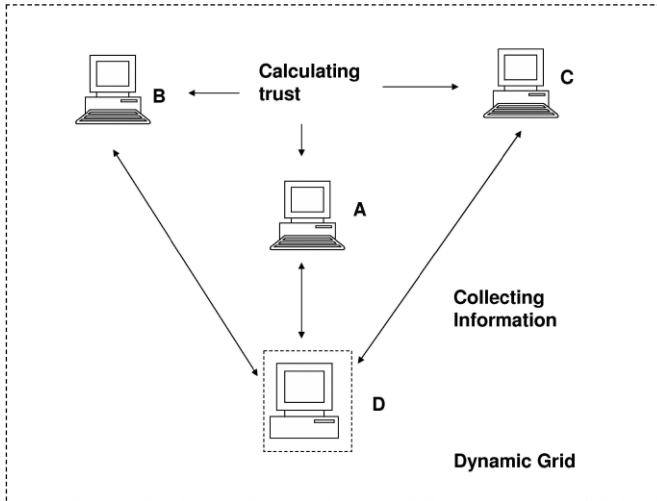 Calculating
trust
B
C
A
Collecting
Information
D
Dynamic Grid